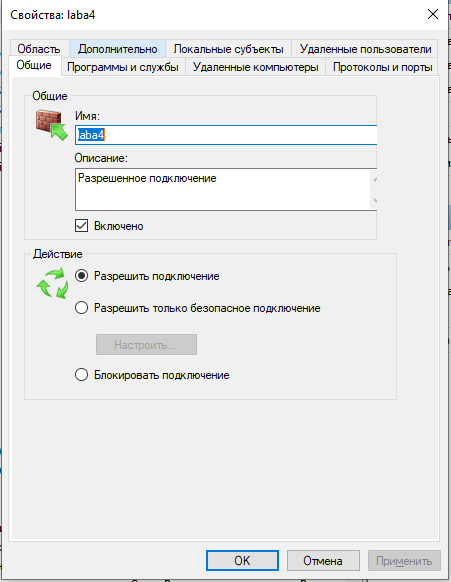 Свойства: laba4
Область Дополнительно Локальные субъекты Удаленные пользователи
Общие Программы и службы Удаленные компьютеры Протоколы и порты
Общие
Имя:
laba4
Описание:
Разрешенное подключение
Включено
Действие
Разрешить подключение
Разрешить только безопасное подключение
Настроить...
Блокировать подключение
OK Отмена Применить